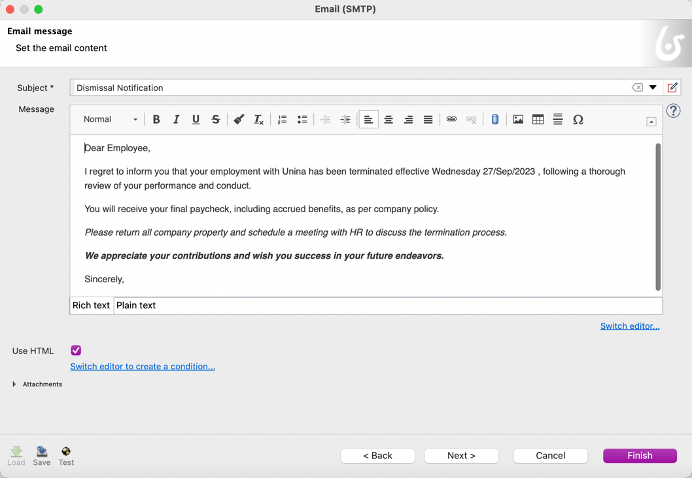 Email (SMTP)
Email message
Set the email content
Subject *
Dismissal Notification
Message
Normal
B I U S
Dear Employee,
I regret to inform you that your employment with Unina has been terminated effective Wednesday 27/Sep/2023 , following a thorough
review of your performance and conduct.
You will receive your final paycheck, including accrued benefits, as per company policy.
Please return all company property and schedule a meeting with HR to discuss the termination process.
We appreciate your contributions and wish you success in your future endeavors.
Sincerely,
Rich text Plain text
Switch editor...
Use HTML
Switch editor to create a condition...
Attachments
Load Save Test
< Back Next > Cancel Finish